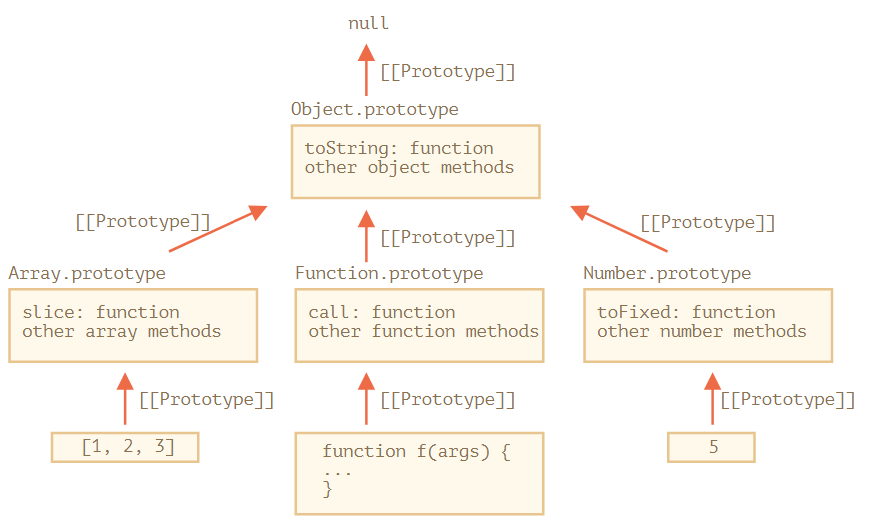 null
[[Prototype]]
Object.prototype
toString: function
other object methods
[[Prototype]]
[[Prototype]]
[[Prototype]]
Array.prototype
Function.prototype
Number.prototype
slice: function
other array methods
call: function
other function methods
toFixed: function
other number methods
[[Prototype]]
[[Prototype]]
[[Prototype]]
[1, 2, 3]
function f(args) {
...
}
5